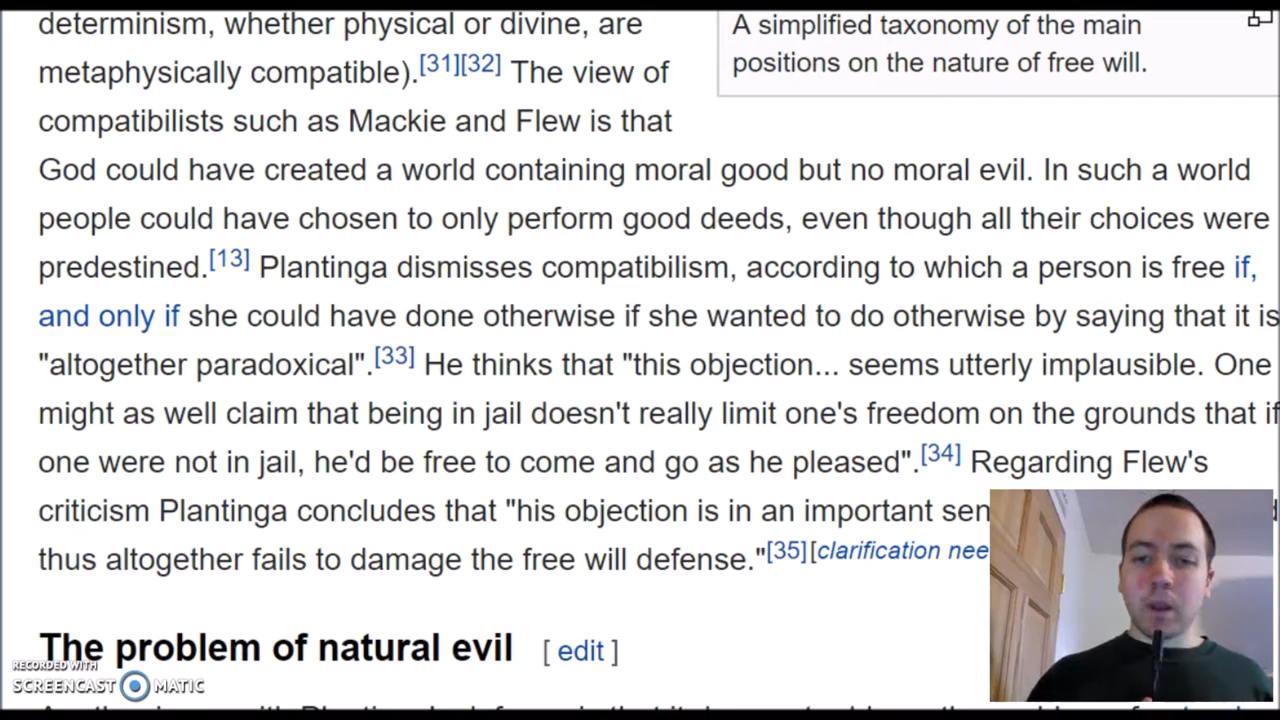 determinism, whether physical or divine, are
metaphysically compatible).[31][32] The view of
compatibilists such as Mackie and Flew is that
A simplified taxonomy of the main
positions on the nature of free will.
God could have created a world containing moral good but no moral evil. In such a world
people could have chosen to only perform good deeds, even though all their choices were
predestined.[13] Plantinga dismisses compatibilism, according to which a person is free if,
and only if she could have done otherwise if she wanted to do otherwise by saying that it is
"altogether paradoxical".[33] He thinks that "this objection... seems utterly implausible. One
might as well claim that being in jail doesn't really limit one's freedom on the grounds that if
one were not in jail, he'd be free to come and go as he pleased".[34] Regarding Flew's
criticism Plantinga concludes that "his objection is in an important sen
thus altogether fails to damage the free will defense."[35][clarification nee
The problem of natural evil [ edit ]
RECORDED WITH
SCREENCAST MATIC